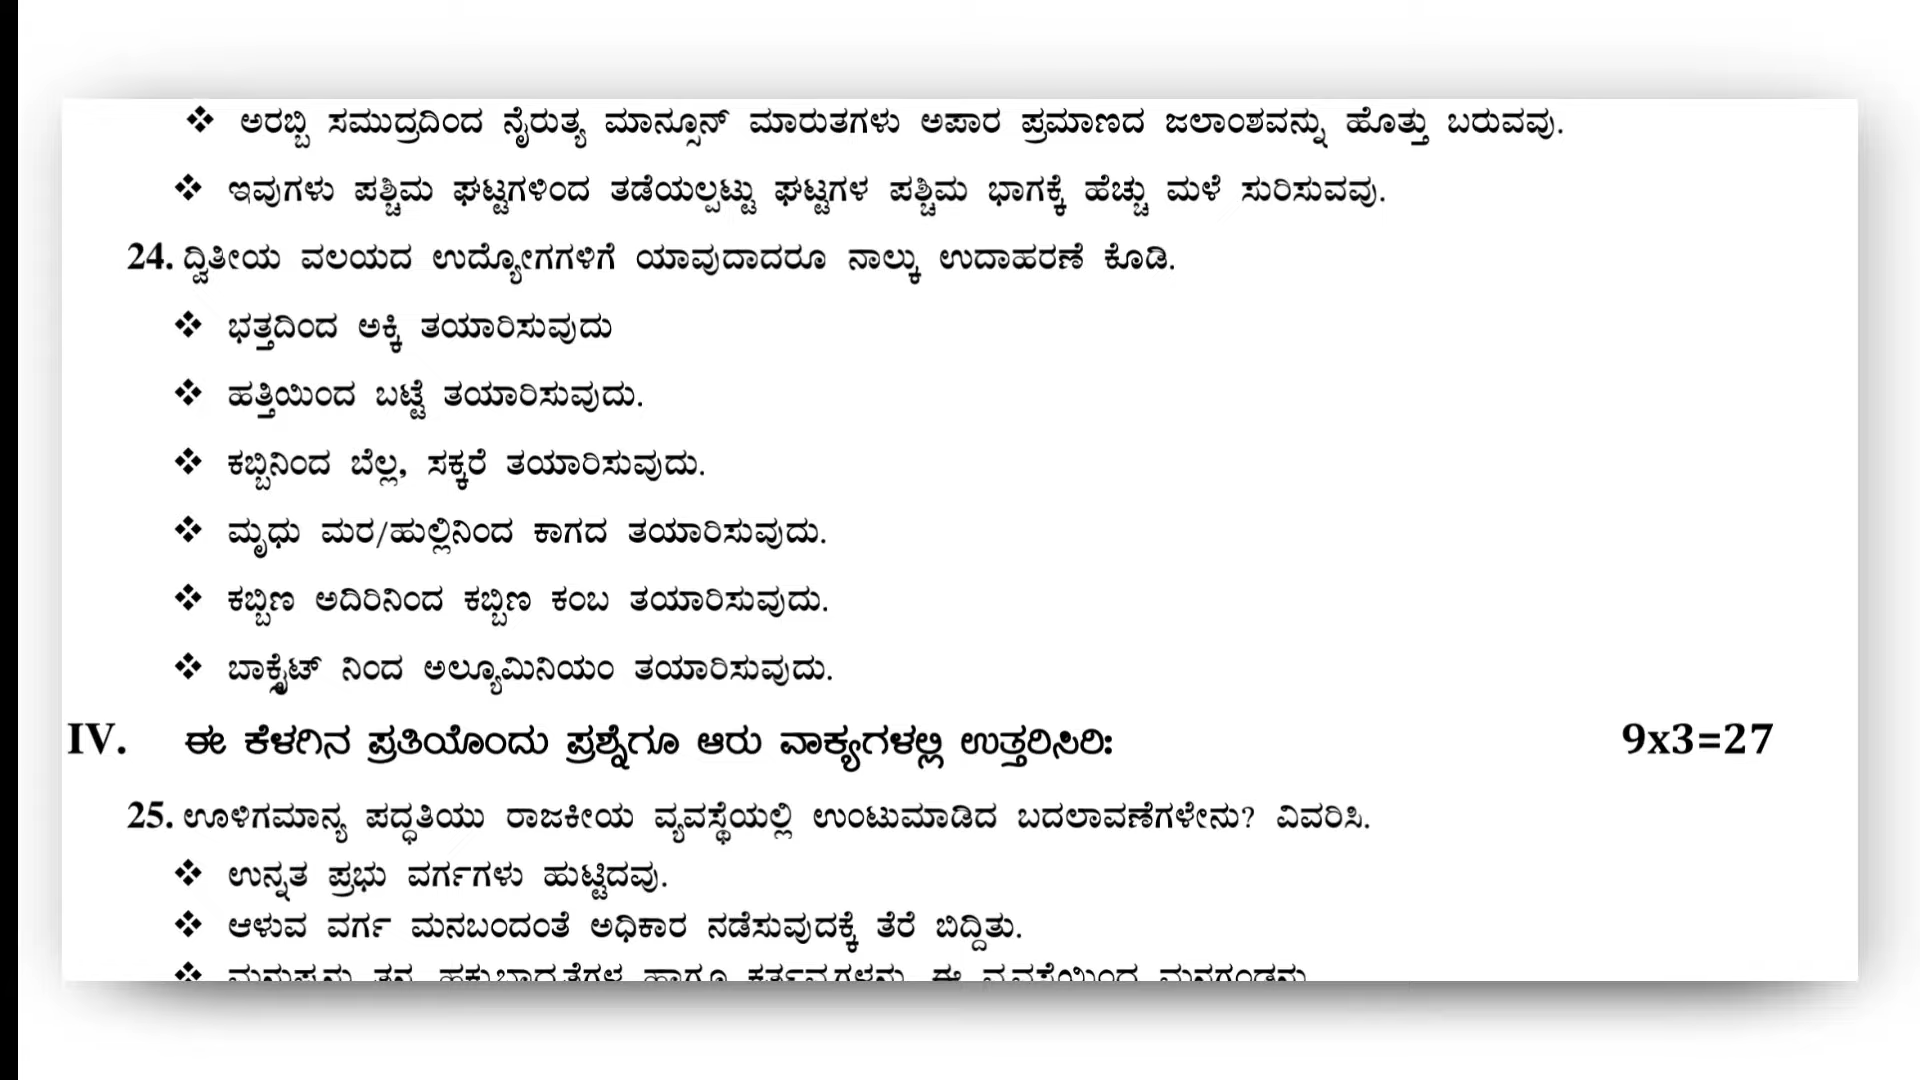 ❖ ಅರಬ್ಬಿ ಸಮುದ್ರದಿಂದ ನೈರುತ್ಯ ಮಾನ್ಸೂನ್ ಮಾರುತಗಳು ಅಪಾರ ಪ್ರಮಾಣದ ಜಲಾಂಶವನ್ನು ಹೊತ್ತು ಬರುವವು.
❖ ಇವುಗಳು ಪಶ್ಚಿಮ ಘಟ್ಟಗಳಿಂದ ತಡೆಯಲ್ಪಟ್ಟು ಘಟ್ಟಗಳ ಪಶ್ಚಿಮ ಭಾಗಕ್ಕೆ ಹೆಚ್ಚು ಮಳೆ ಸುರಿಸುವವು.
24. ದ್ವಿತೀಯ ವಲಯದ ಉದ್ಯೋಗಗಳಿಗೆ ಯಾವುದಾದರೂ ನಾಲ್ಕು ಉದಾಹರಣೆ ಕೊಡಿ.
❖ ಭತ್ತದಿಂದ ಅಕ್ಕಿ ತಯಾರಿಸುವುದು
❖ ಹತ್ತಿಯಿಂದ ಬಟ್ಟೆ ತಯಾರಿಸುವುದು.
❖ ಕಬ್ಬಿನಿಂದ ಬೆಲ್ಲ, ಸಕ್ಕರೆ ತಯಾರಿಸುವುದು.
❖ ಮೃಧು ಮರ/ಹುಲ್ಲಿನಿಂದ ಕಾಗದ ತಯಾರಿಸುವುದು.
❖ ಕಬ್ಬಿಣ ಅದಿರಿನಿಂದ ಕಬ್ಬಿಣ ಕಂಬ ತಯಾರಿಸುವುದು.
❖ ಬಾಕ್ಸೈಟ್ ನಿಂದ ಅಲ್ಯೂಮಿನಿಯಂ ತಯಾರಿಸುವುದು.
IV. ಈ ಕೆಳಗಿನ ಪ್ರತಿಯೊಂದು ಪ್ರಶ್ನೆಗೂ ಆರು ವಾಕ್ಯಗಳಲ್ಲಿ ಉತ್ತರಿಸಿರಿ: 9x3=27
25. ಊಳಿಗಮಾನ್ಯ ಪದ್ಧತಿಯು ರಾಜಕೀಯ ವ್ಯವಸ್ಥೆಯಲ್ಲಿ ಉಂಟುಮಾಡಿದ ಬದಲಾವಣೆಗಳೇನು? ವಿವರಿಸಿ.
❖ ಉನ್ನತ ಪ್ರಭು ವರ್ಗಗಳು ಹುಟ್ಟಿದವು.
❖ ಆಳುವ ವರ್ಗ ಮನಬಂದಂತೆ ಅಧಿಕಾರ ನಡೆಸುವುದಕ್ಕೆ ತೆರೆ ಬಿದ್ದಿತು.